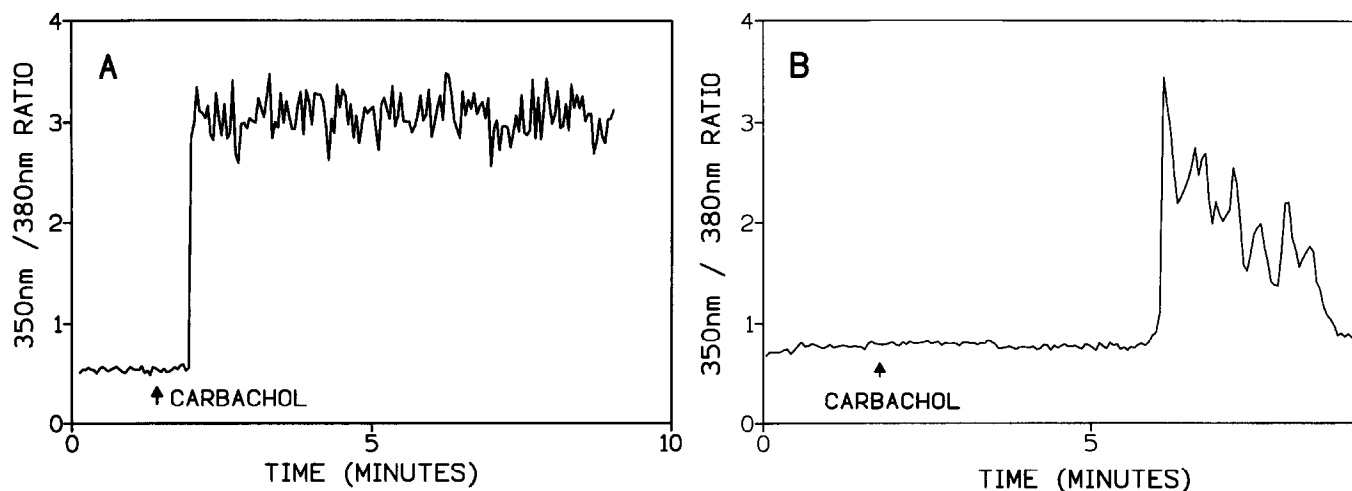 A
350nm /380nm RATIO
4
3
2
1
0
CARBACHOL
0
5
10
TIME (MINUTES)
B
350nm / 380nm RATIO
4
3
2
1
0
CARBACHOL
0
5
TIME (MINUTES)